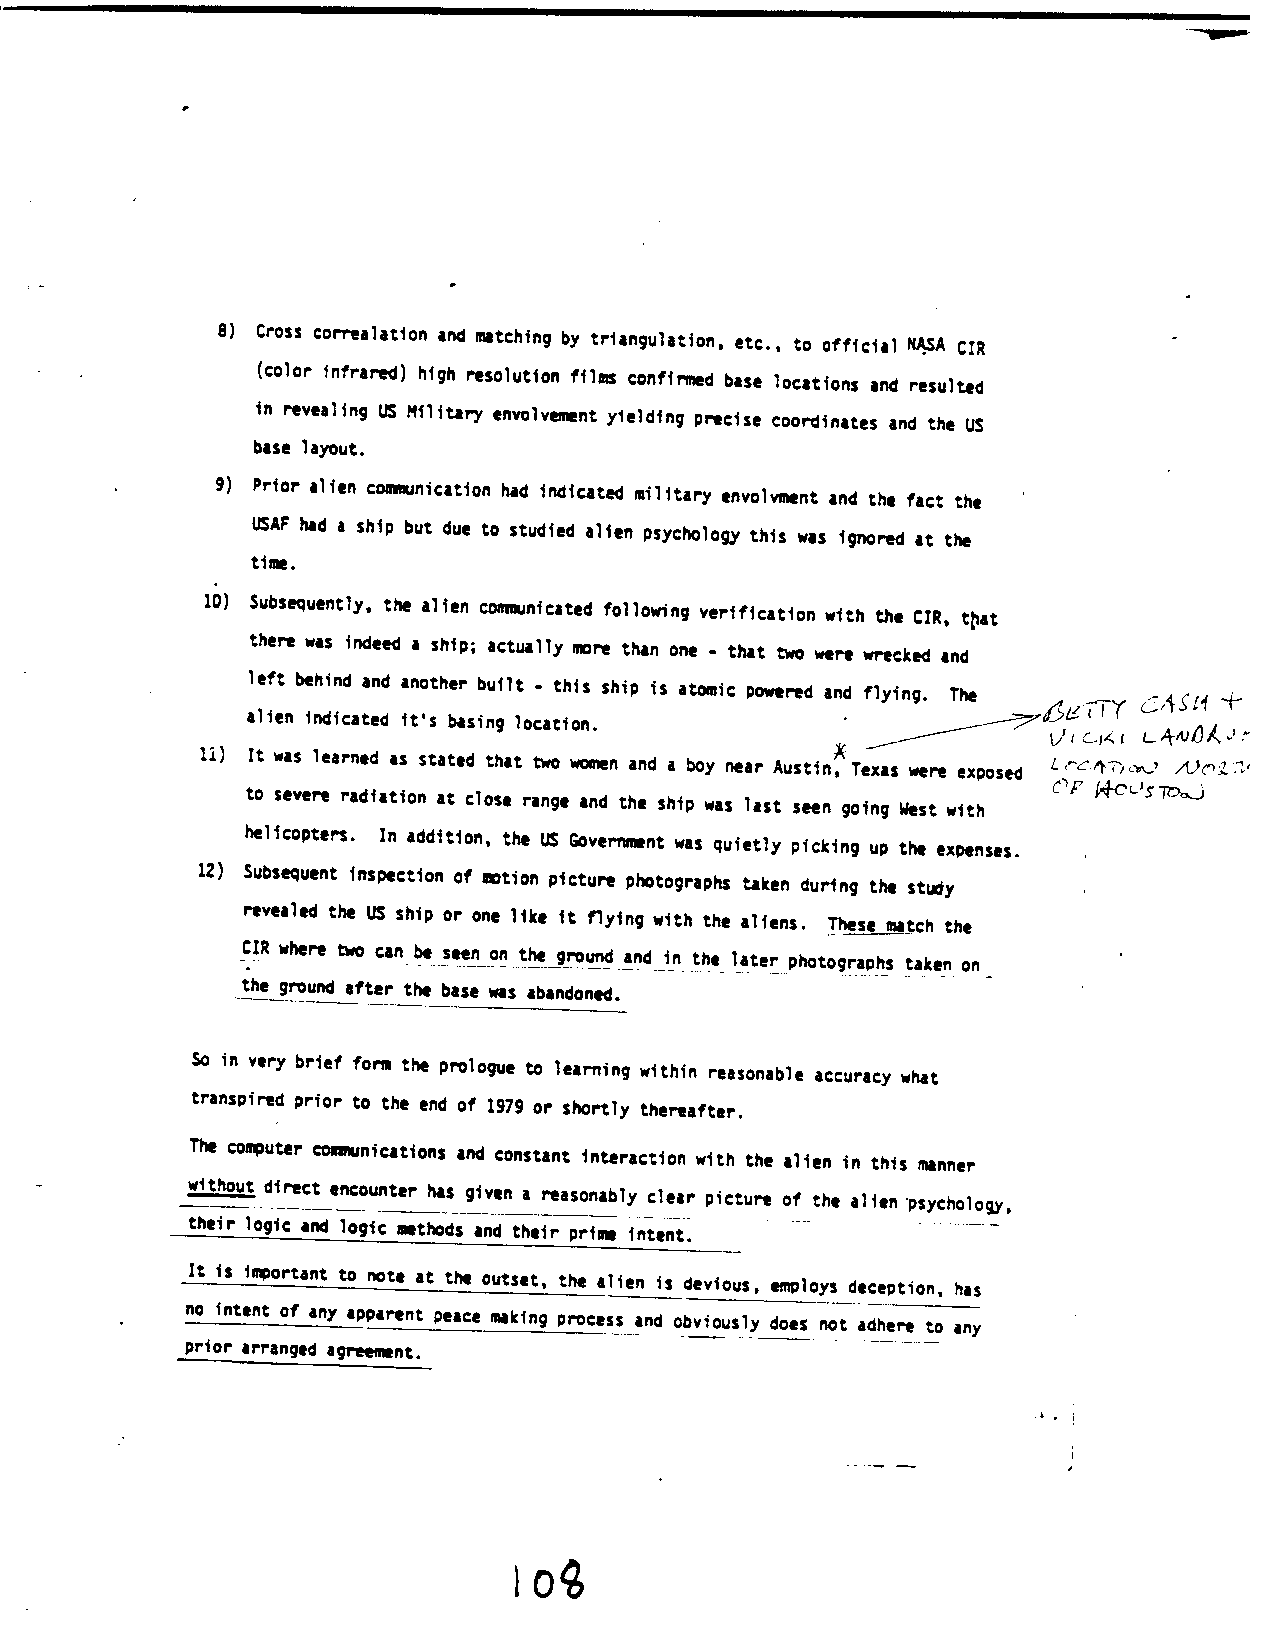 8) Cross correalation and matching by triangulation, etc., to official NASA CIR
(color infrared) high resolution films confirmed base locations and resulted
in revealing US Military envolvement yielding precise coordinates and the US
base layout.
9) Prior alien communication had indicated military envolvment and the fact the
USAF had a ship but due to studied alien psychology this was ignored at the
time.
10) Subsequently, the alien communicated following verification with the CIR, that
there was indeed a ship; actually more than one - that two were wrecked and
left behind and another built - this ship is atomic powered and flying. The
alien indicated it's basing location.
11) It was learned as stated that two women and a boy near Austin,* Texas were exposed
to severe radiation at close range and the ship was last seen going West with
helicopters. In addition, the US Government was quietly picking up the expenses.
BETTY CASH +
VICKI
LOCATION
OF HOUSTON
12) Subsequent inspection of motion picture photographs taken during the study
revealed the US ship or one like it flying with the aliens. These match the
CIR where two can be seen on the ground and in the later photographs taken on
the ground after the base was abandoned.
So in very brief form the prologue to learning within reasonable accuracy what
transpired prior to the end of 1979 or shortly thereafter.
The computer communications and constant interaction with the alien in this manner
without direct encounter has given a reasonably clear picture of the alien psychology,
their logic and logic methods and their prime intent.
It is important to note at the outset, the alien is devious, employs deception, has
no intent of any apparent peace making process and obviously does not adhere to any
prior arranged agreement.
108